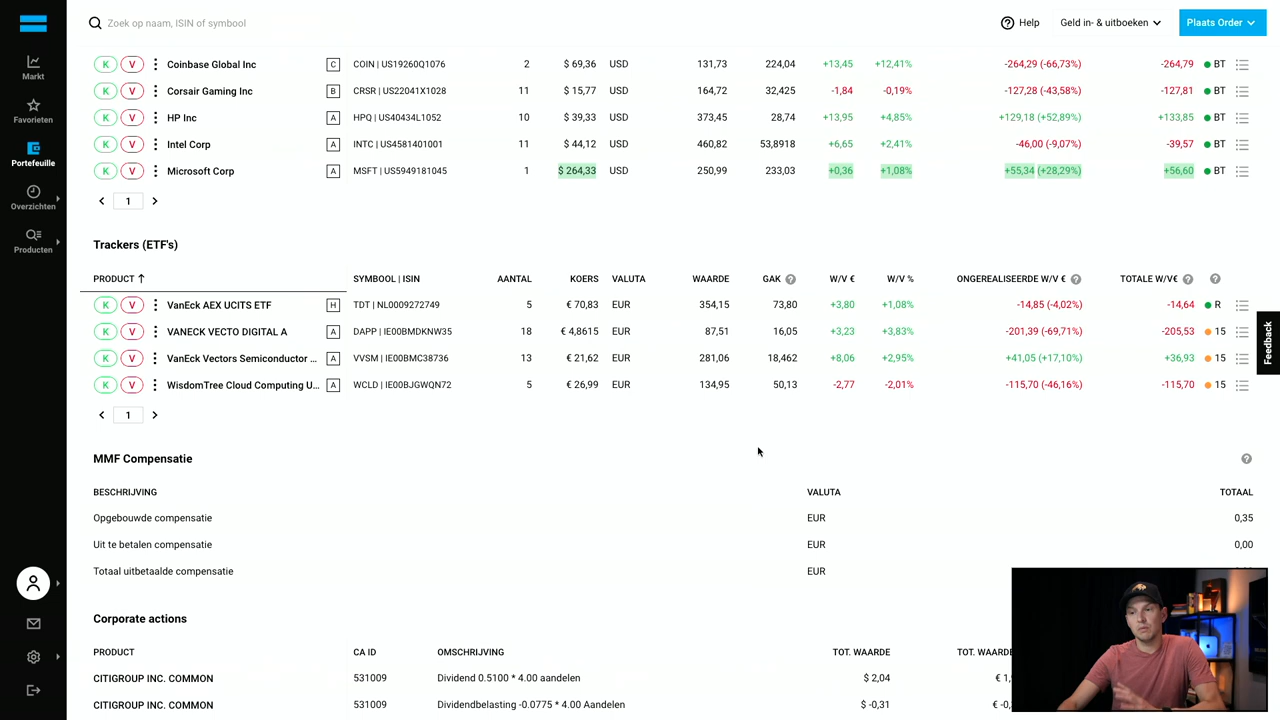 Zoek op naam, ISIN of symbool
Help
Geld in- & uitboeken
Plaats Order
Markt
Favorieten
Portefeuille
Overzichten
Producten
K V Coinbase Global Inc C COIN | US19260Q1076 2 $ 69,36 USD 131,73 224,04 +13,45 +12,41% -264,29 (-66,73%) -264,79 BT
K V Corsair Gaming Inc B CRSR | US22041X1028 11 $ 15,77 USD 164,72 32,425 -1,84 -0,19% -127,28 (-43,58%) -127,81 BT
K V HP Inc A HPQ | US40434L1052 10 $ 39,33 USD 373,45 28,74 +13,95 +4,85% +129,18 (+52,89%) +133,85 BT
K V Intel Corp A INTC | US4581401001 11 $ 44,12 USD 460,82 53,8918 +6,65 +2,41% -46,00 (-9,07%) -39,57 BT
K V Microsoft Corp A MSFT | US5949181045 1 $ 264,33 USD 250,99 233,03 +0,36 +1,08% +55,34 (+28,29%) +56,60 BT
1
Trackers (ETF's)
PRODUCT SYMBOOL | ISIN AANTAL KOERS VALUTA WAARDE GAK ? W/V € W/V % ONGEREALISEERDE W/V € ? TOTALE W/V€ ? ?
K V VanEck AEX UCITS ETF H TDT | NL0009272749 5 € 70,83 EUR 354,15 73,80 +3,80 +1,08% -14,85 (-4,02%) -14,64 R
K V VANECK VECTO DIGITAL A A DAPP | IE00BMDKNW35 18 € 4,8615 EUR 87,51 16,05 +3,23 +3,83% -201,39 (-69,71%) -205,53 15
K V VanEck Vectors Semiconductor ... A VVSM | IE00BMC38736 13 € 21,62 EUR 281,06 18,462 +8,06 +2,95% +41,05 (+17,10%) +36,93 15
K V WisdomTree Cloud Computing U... A WCLD | IE00BJGWQN72 5 € 26,99 EUR 134,95 50,13 -2,77 -2,01% -115,70 (-46,16%) -115,70 15
1
Feedback
MMF Compensatie ?
BESCHRIJVING VALUTA TOTAAL
Opgebouwde compensatie EUR 0,35
Uit te betalen compensatie EUR 0,00
Totaal uitbetaalde compensatie EUR
Corporate actions
PRODUCT CA ID OMSCHRIJVING TOT. WAARDE TOT. WAARD
CITIGROUP INC. COMMON 531009 Dividend 0.5100 * 4.00 aandelen $ 2,04 € 1,
CITIGROUP INC. COMMON 531009 Dividendbelasting -0.0775 * 4.00 Aandelen $ -0,31 € -0,